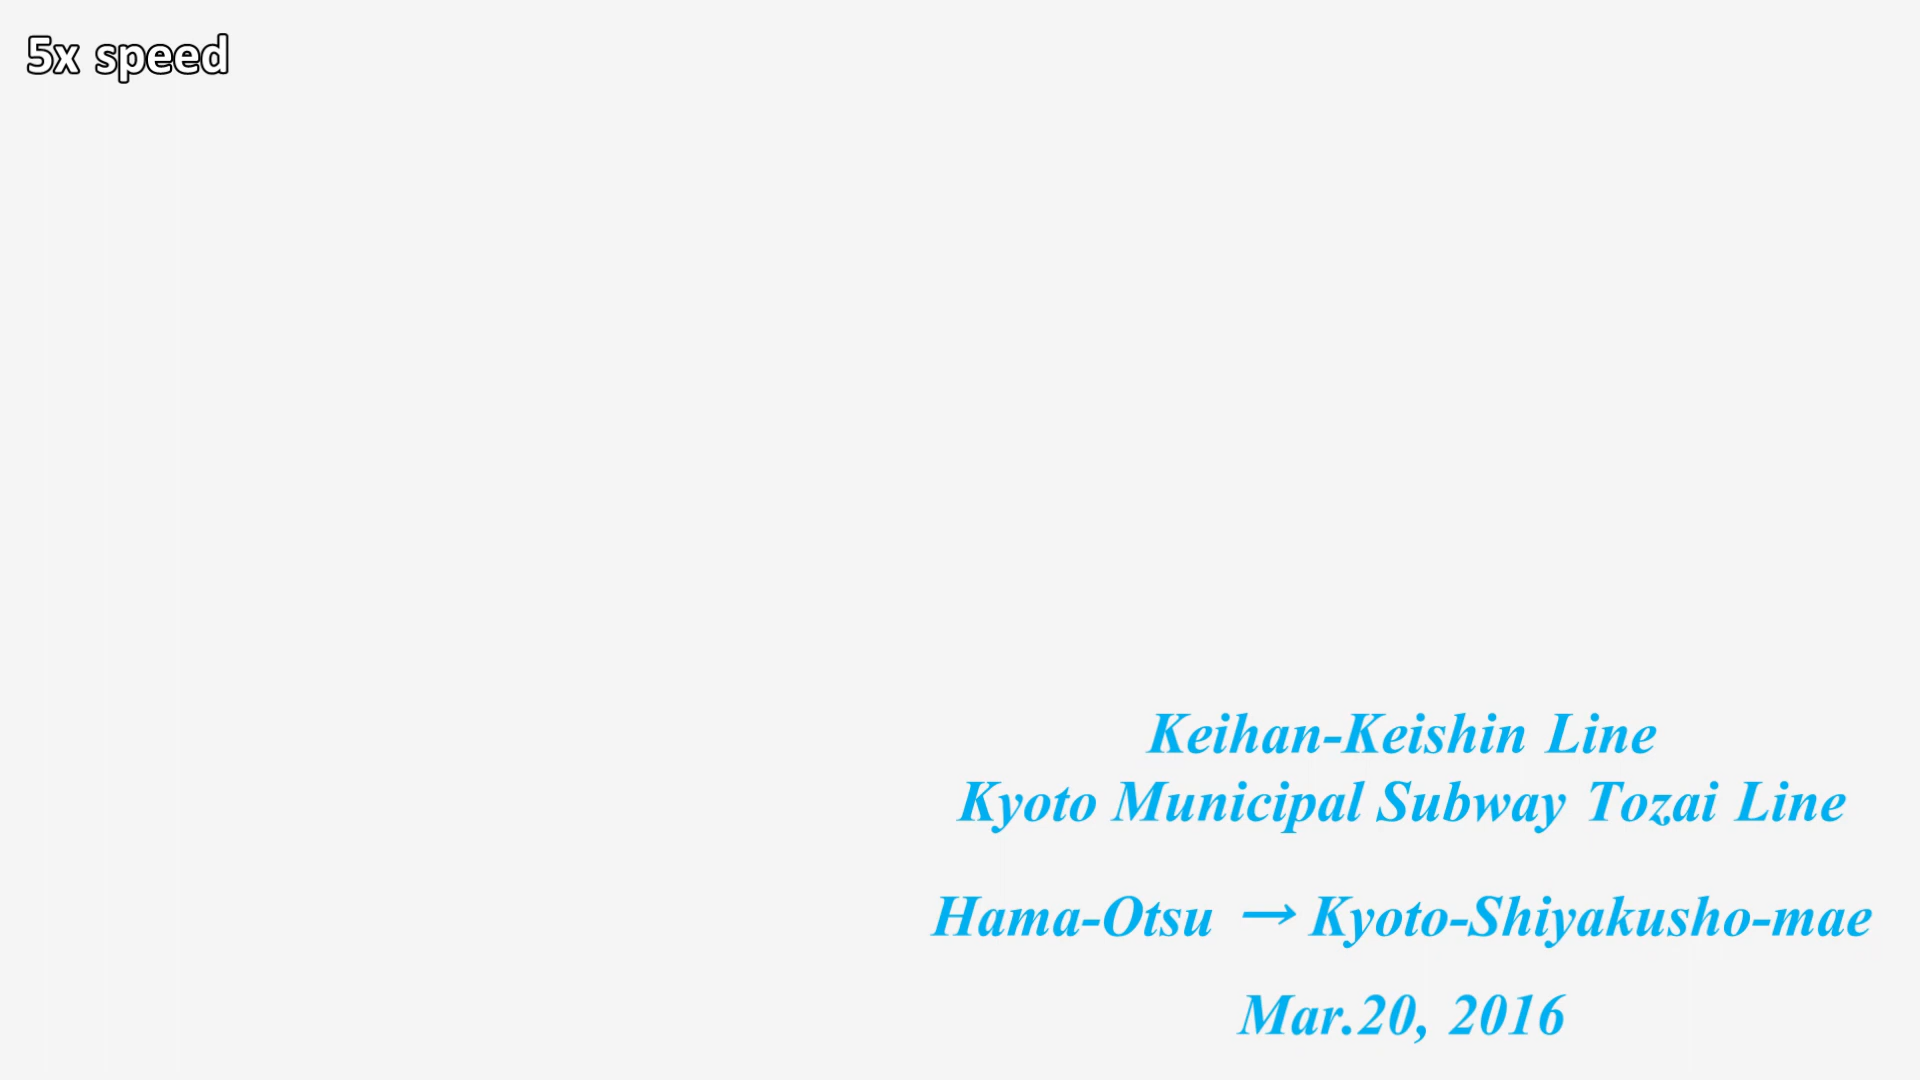 5x speed
Keihan-Keishin Line
Kyoto Municipal Subway Tozai Line
Hama-Otsu → Kyoto-Shiyakusho-mae
Mar.20, 2016